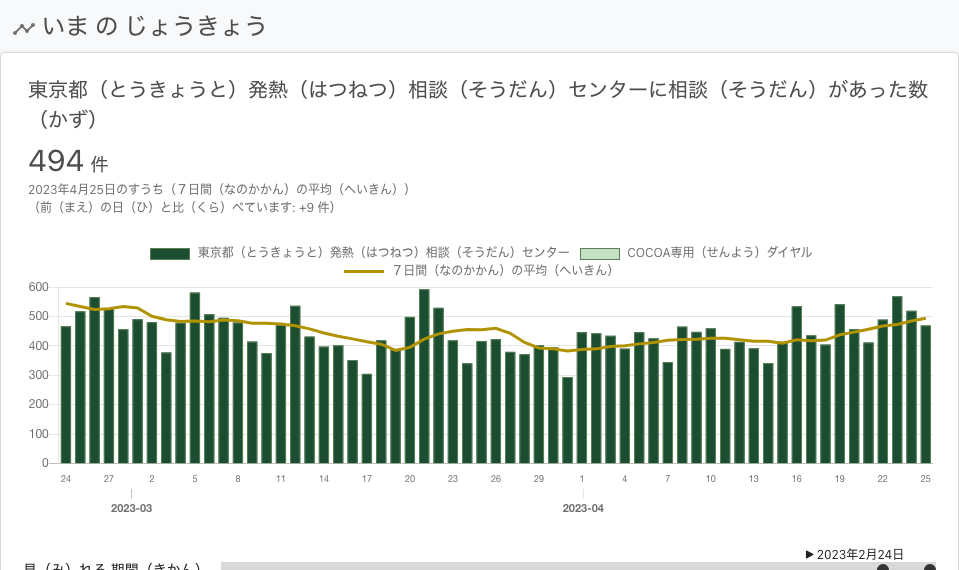 いま の じょうきょう
東京都（とうきょうと）発熱（はつねつ）相談（そうだん）センターに相談（そうだん）があった数
（かず）
494 件
2023年4月25日のすうち（７日間（なのかかん）の平均（へいきん））
（前（まえ）の日（ひ）と比（くら）べています: +9 件）
東京都（とうきょうと）発熱（はつねつ）相談（そうだん）センター COCOA専用（せんよう）ダイヤル
７日間（なのかかん）の平均（へいきん）
600
500
400
300
200
100
0
24 27 2 5 8 11 14 17 20 23 26 29 1 4 7 10 13 16 19 22 25
2023-03 2023-04
2023年2月24日
見（み）れる 期間（きかん）